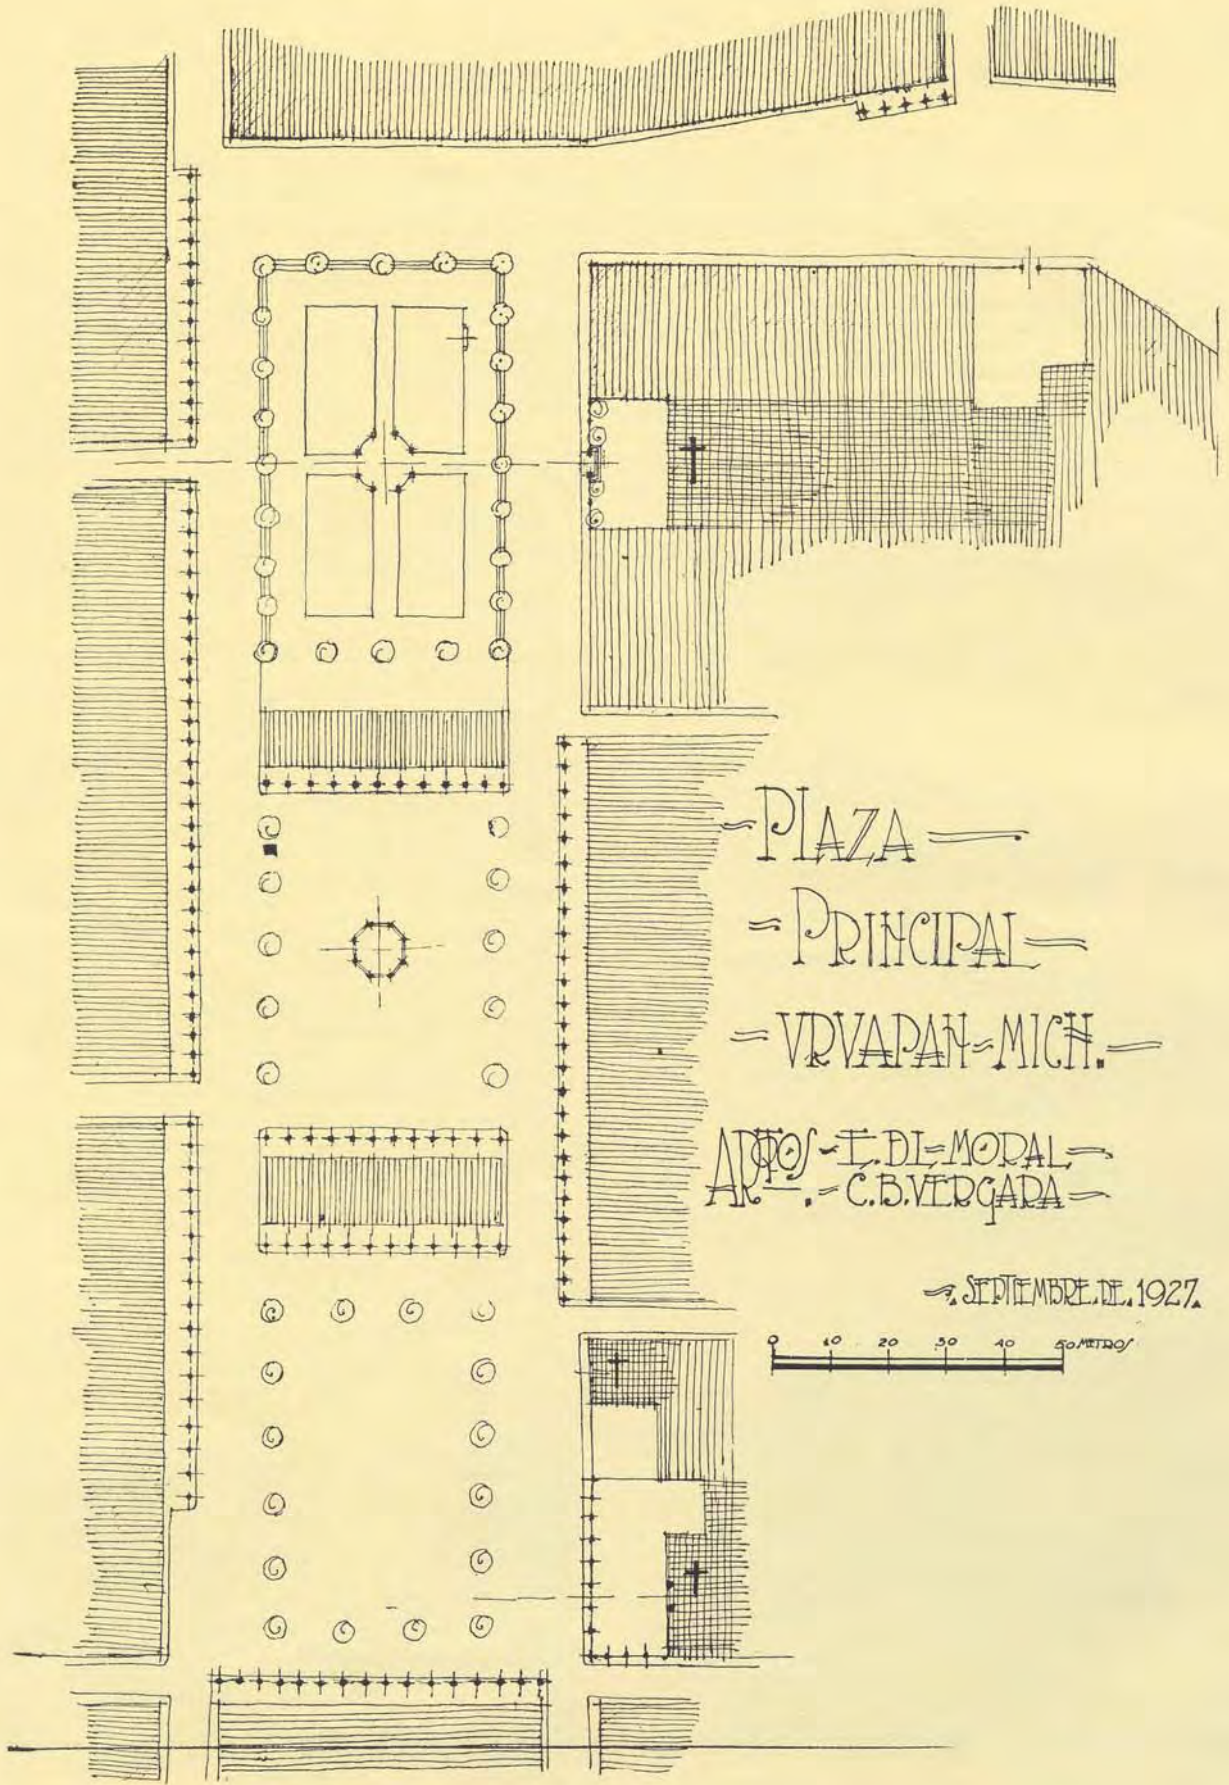 PLAZA
PRINCIPAL
VRVAPAN-MICH.
ARQTOS-E. DL-MORAL
C.B. VERGARA
SEPTIEMBRE. DE. 1927.
0 10 20 30 40 50 METROS